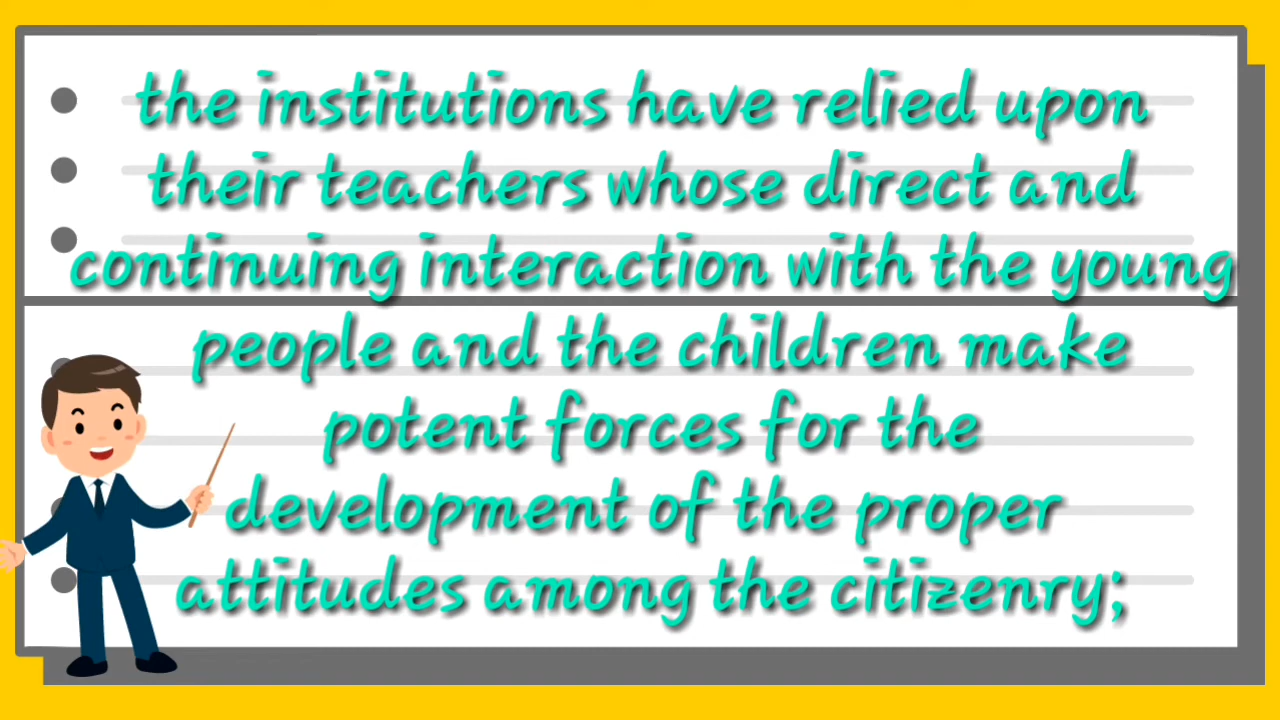 the institutions have relied upon
their teachers whose direct and
continuing interaction with the young
people and the children make
potent forces for the
development of the proper
attitudes among the citizenry;